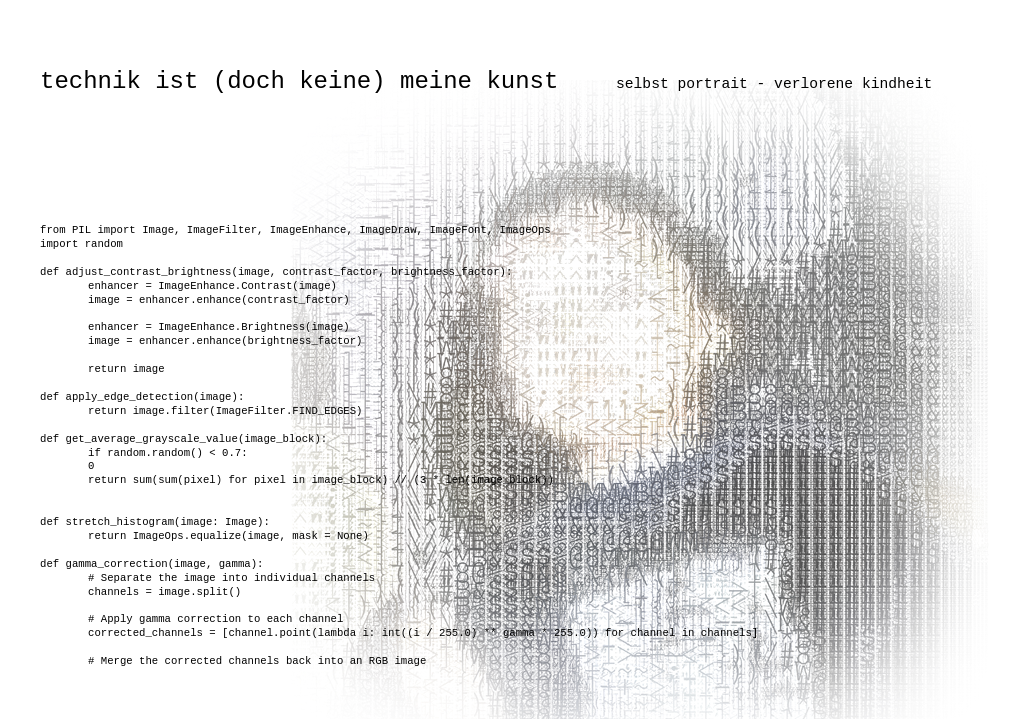 technik ist (doch keine) meine kunst
selbst portrait - verlorene kindheit
from PIL import Image, ImageFilter, ImageEnhance, ImageDraw, ImageFont, ImageOps
import random
def adjust_contrast_brightness(image, contrast_factor, brightness_factor):
enhancer = ImageEnhance.Contrast(image)
image = enhancer.enhance(contrast_factor)
enhancer = ImageEnhance.Brightness(image)
image = enhancer.enhance(brightness_factor)
return image
def apply_edge_detection(image):
return image.filter(ImageFilter.FIND_EDGES)
def get_average_grayscale_value(image_block):
if random.random() < 0.7:
0
return sum(sum(pixel) for pixel in image_block) // (3 * len(image_block))
def stretch_histogram(image: Image):
return ImageOps.equalize(image, mask = None)
def gamma_correction(image, gamma):
# Separate the image into individual channels
channels = image.split()
# Apply gamma correction to each channel
corrected_channels = [channel.point(lambda i: int((i / 255.0) ** gamma * 255.0)) for channel in channels]
# Merge the corrected channels back into an RGB image